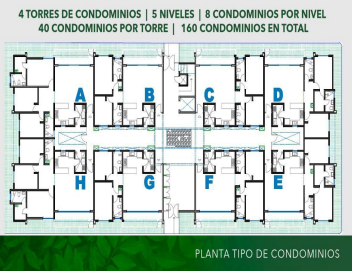 4 TORRES DE CONDOMINIOS | 5 NIVELES | 8 CONDOMINIOS POR NIVEL
40 CONDOMINIOS POR TORRE | 160 CONDOMINIOS EN TOTAL
A B C D
H G F E
PLANTA TIPO DE CONDOMINIOS